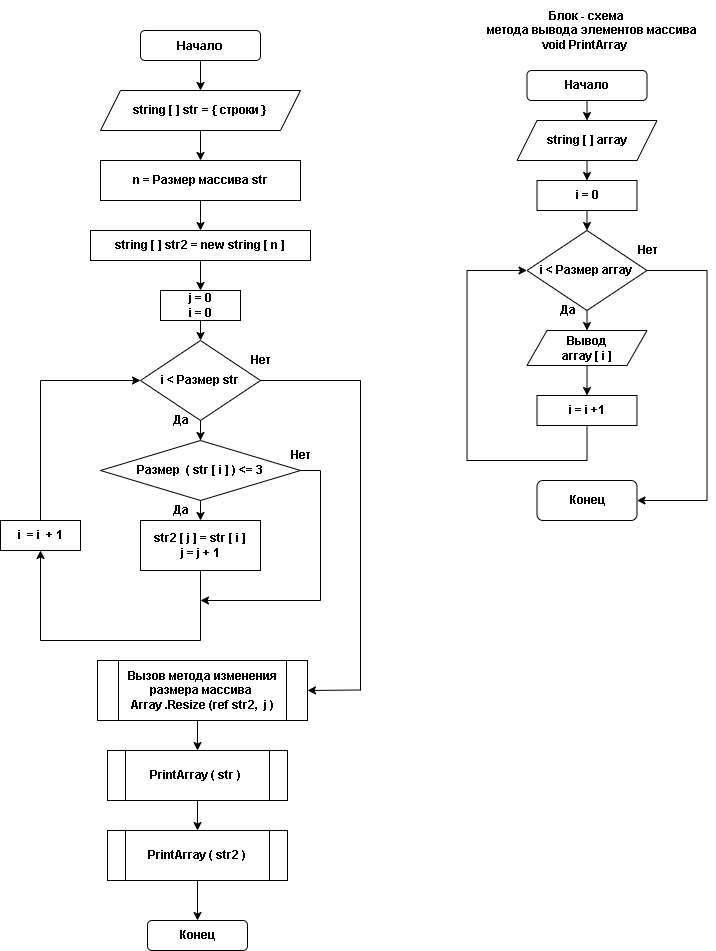 Начало
string [ ] str = { строки }
n = Размер массива str
string [ ] str2 = new string [ n ]
j = 0
i = 0
i < Размер str
Нет
Да
Размер ( str [ i ] ) <= 3
Нет
Да
str2 [ j ] = str [ i ]
j = j + 1
i = i + 1
Вызов метода изменения
размера массива
Array .Resize (ref str2, j )
PrintArray ( str )
PrintArray ( str2 )
Конец
Блок - схема
метода вывода элементов массива
void PrintArray
Начало
string [ ] array
i = 0
i < Размер array
Нет
Да
Вывод
array [ i ]
i = i +1
Конец